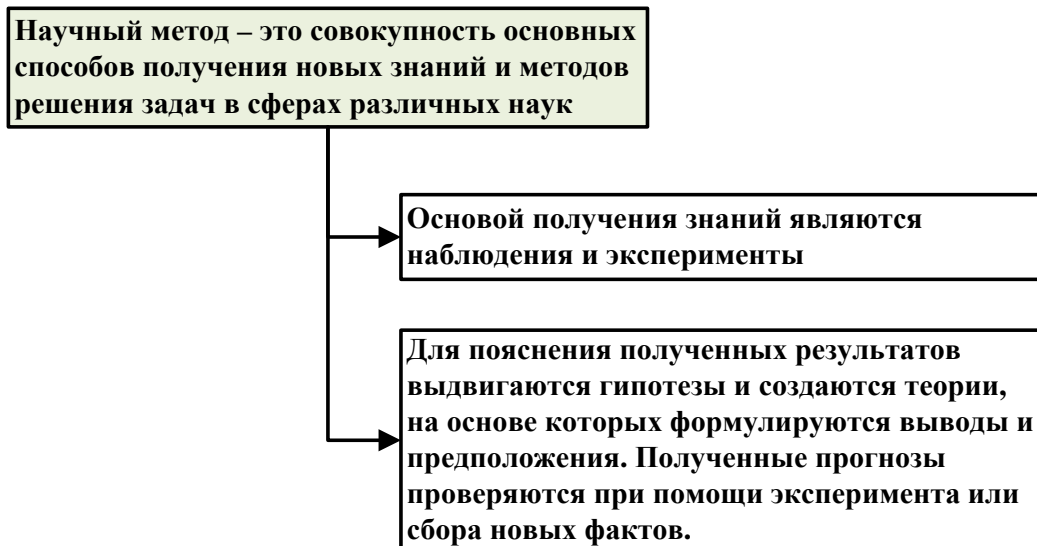 Научный метод – это совокупность основных
способов получения новых знаний и методов
решения задач в сферах различных наук
Основой получения знаний являются
наблюдения и эксперименты
Для пояснения полученных результатов
выдвигаются гипотезы и создаются теории,
на основе которых формулируются выводы и
предположения. Полученные прогнозы
проверяются при помощи эксперимента или
сбора новых фактов.